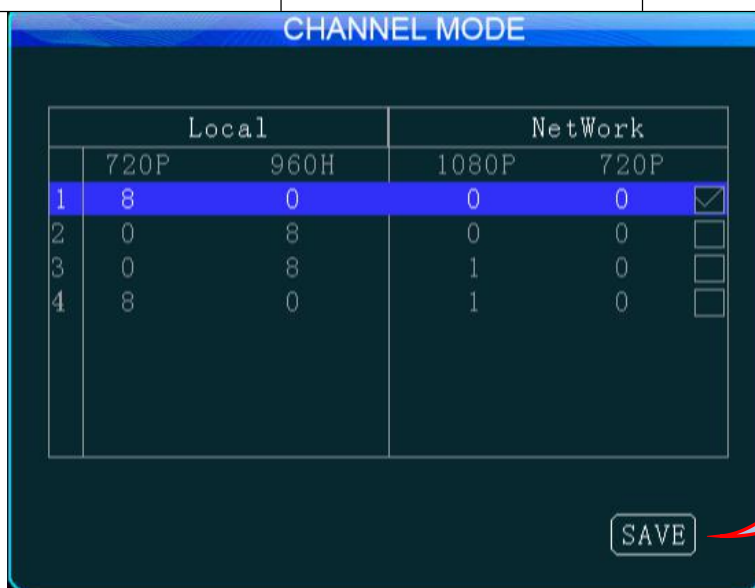 CHANNEL MODE
Local NetWork
720P 960H 1080P 720P
1 8 0 0 0
2 0 8 0 0
3 0 8 1 0
4 8 0 1 0
SAVE